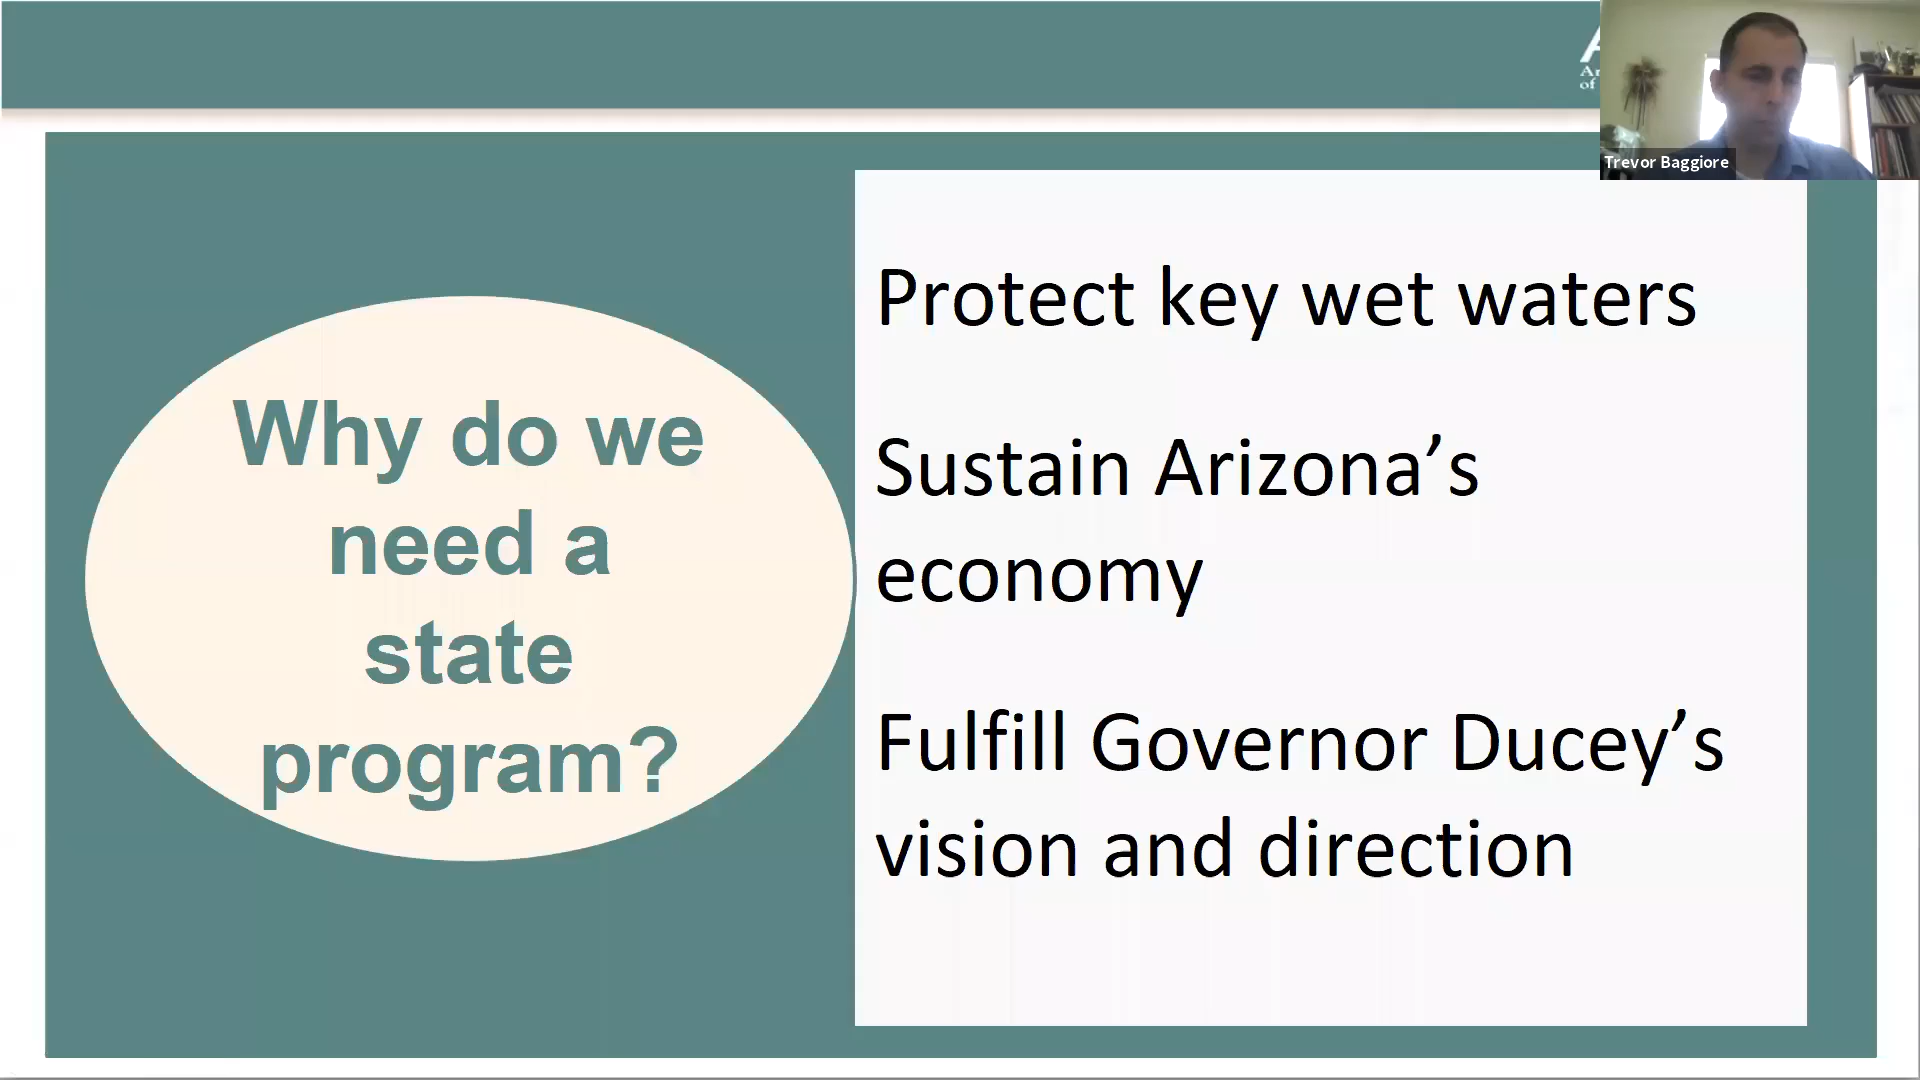 Why do we
need a
state
program?
Protect key wet waters
Sustain Arizona’s
economy
Fulfill Governor Ducey’s
vision and direction
of
Trevor Baggiore